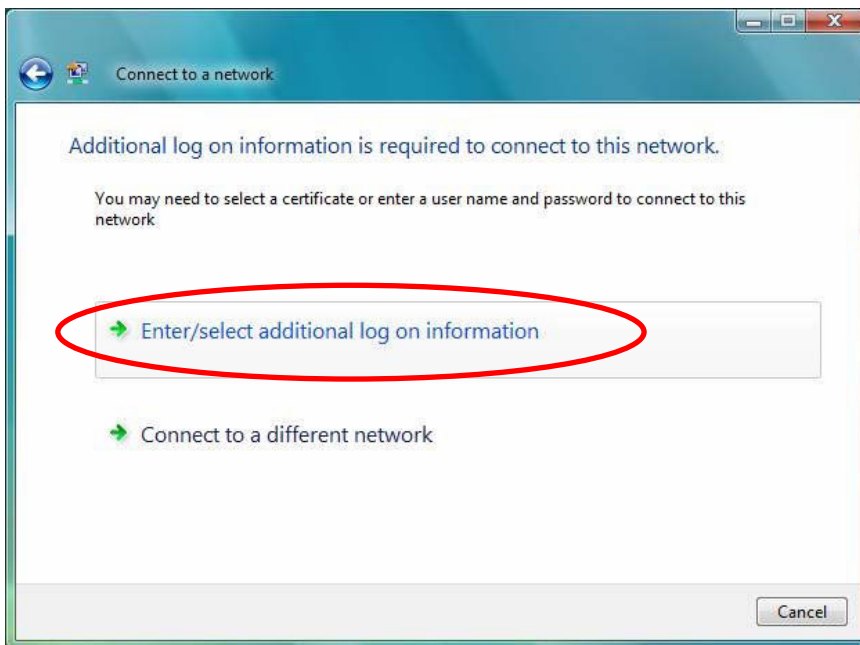 Connect to a network
Additional log on information is required to connect to this network.
You may need to select a certificate or enter a user name and password to connect to this
network
Enter/select additional log on information
Connect to a different network
Cancel